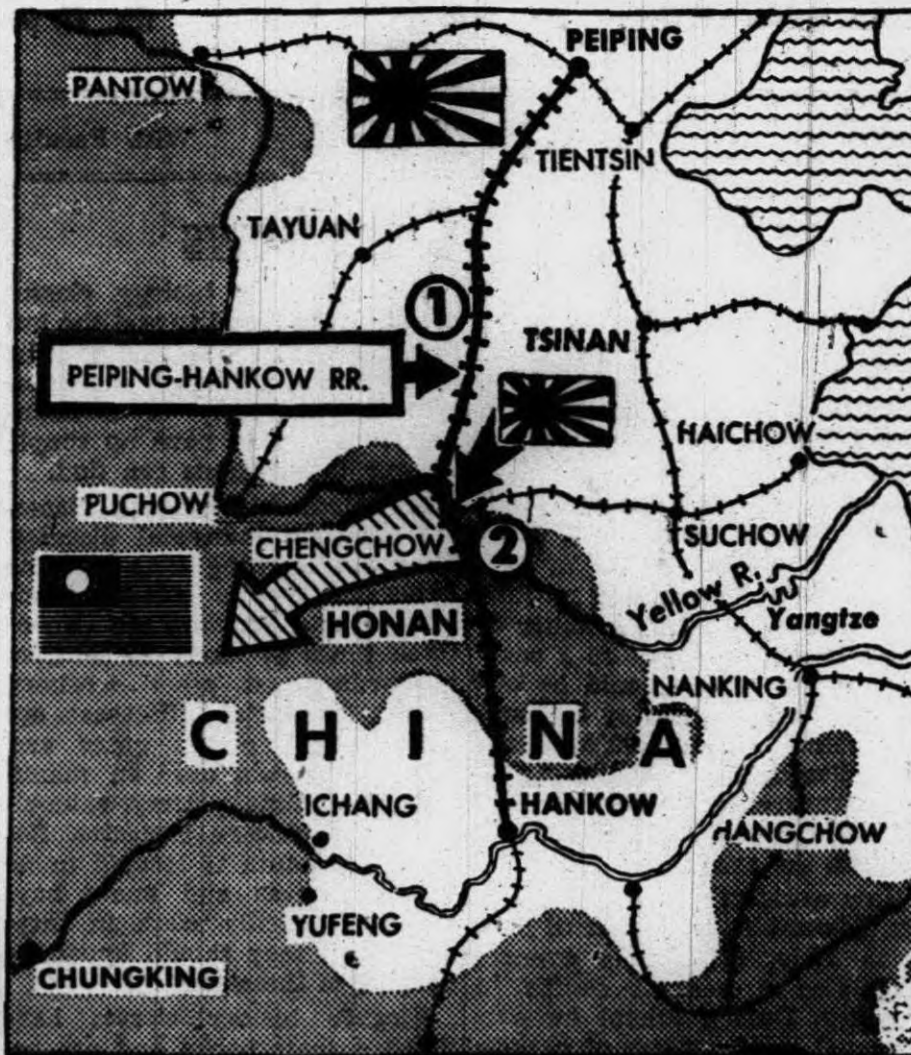 PEIPING
PANTOW
TIENTSIN
TAYUAN
1
TSINAN
PEIPING-HANKOW RR.
HAICHOW
PUCHOW
SUCHOW
CHENGCHOW
2
Yellow R.
Yangtze
HONAN
NANKING
CHINA
ICHANG
HANKOW
HANGCHOW
YUFENG
CHUNGKING